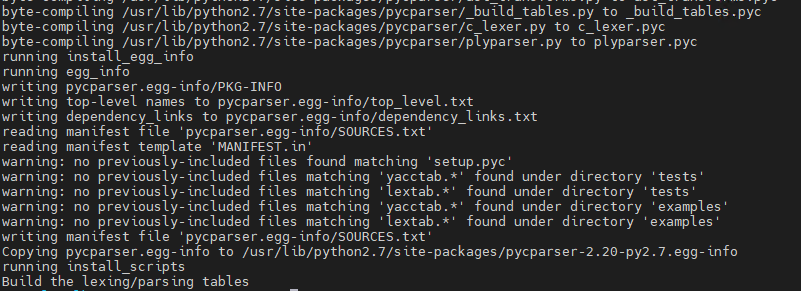 byte-compiling /usr/lib/python2.7/site-packages/pycparser/_build_tables.py to _build_tables.pyc
byte-compiling /usr/lib/python2.7/site-packages/pycparser/c_lexer.py to c_lexer.pyc
byte-compiling /usr/lib/python2.7/site-packages/pycparser/plyparser.py to plyparser.pyc
running install_egg_info
running egg_info
writing pycparser.egg-info/PKG-INFO
writing top-level names to pycparser.egg-info/top_level.txt
writing dependency_links to pycparser.egg-info/dependency_links.txt
reading manifest file 'pycparser.egg-info/SOURCES.txt'
reading manifest template 'MANIFEST.in'
warning: no previously-included files found matching 'setup.pyc'
warning: no previously-included files matching 'yacctab.*' found under directory 'tests'
warning: no previously-included files matching 'lextab.*' found under directory 'tests'
warning: no previously-included files matching 'yacctab.*' found under directory 'examples'
warning: no previously-included files matching 'lextab.*' found under directory 'examples'
writing manifest file 'pycparser.egg-info/SOURCES.txt'
Copying pycparser.egg-info to /usr/lib/python2.7/site-packages/pycparser-2.20-py2.7.egg-info
running install_scripts
Build the lexing/parsing tables